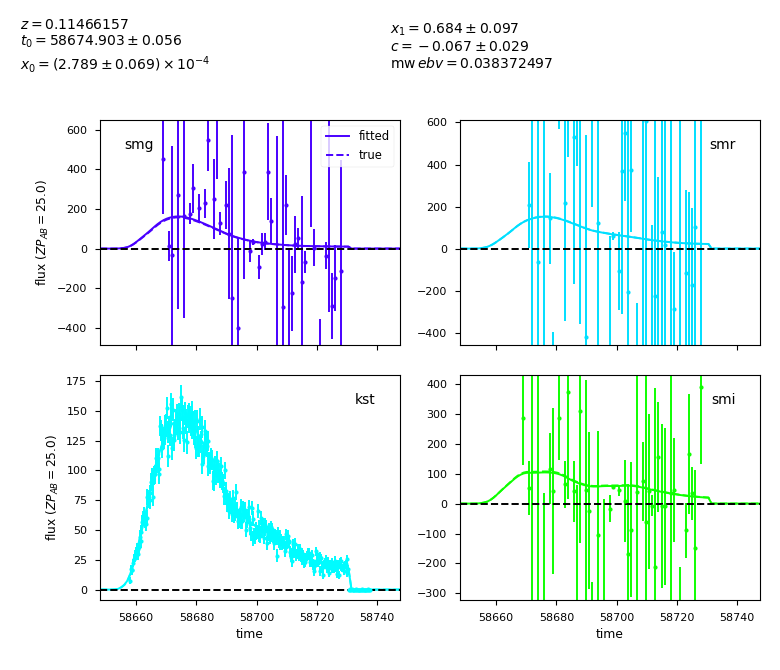 z = 0.11466157
t₀ = 58674.903 ± 0.056
x₀ = (2.789 ± 0.069) × 10⁻⁴
x₁ = 0.684 ± 0.097
c = −0.067 ± 0.029
mw ebv = 0.038372497
smg
fitted
true
flux (ZP_AB = 25.0)
600
400
200
0
−200
−400
smr
600
400
200
0
−200
−400
kst
flux (ZP_AB = 25.0)
175
150
125
100
75
50
25
0
58660 58680 58700 58720 58740
time
smi
400
300
200
100
0
−100
−200
−300
58660 58680 58700 58720 58740
time